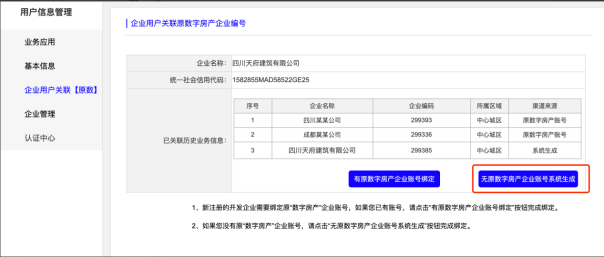 用户信息管理
业务应用
基本信息
企业用户关联【原数】
企业管理
认证中心
企业用户关联原数字房产企业编号
企业名称： 四川天府建筑有限公司
统一社会信用代码： 1582855MAD58522GE25
已关联历史业务信息：
序号 企业名称 企业编码 所属区域 渠道来源
1 四川某某公司 299393 中心城区 原数字房产账号
2 成都莫某公司 299336 中心城区 原数字房产账号
3 四川天府建筑有限公司 299385 中心城区 系统生成
有原数字房产企业账号绑定 无原数字房产企业账号系统生成
1、新注册的开发企业需要绑定原“数字房产”企业账号，如果您已有账号，请点击“有原数字房产企业账号绑定”按钮完成绑定。
2、如果您没有原“数字房产”企业账号，请点击“无原数字房产企业账号系统生成”按钮完成绑定。